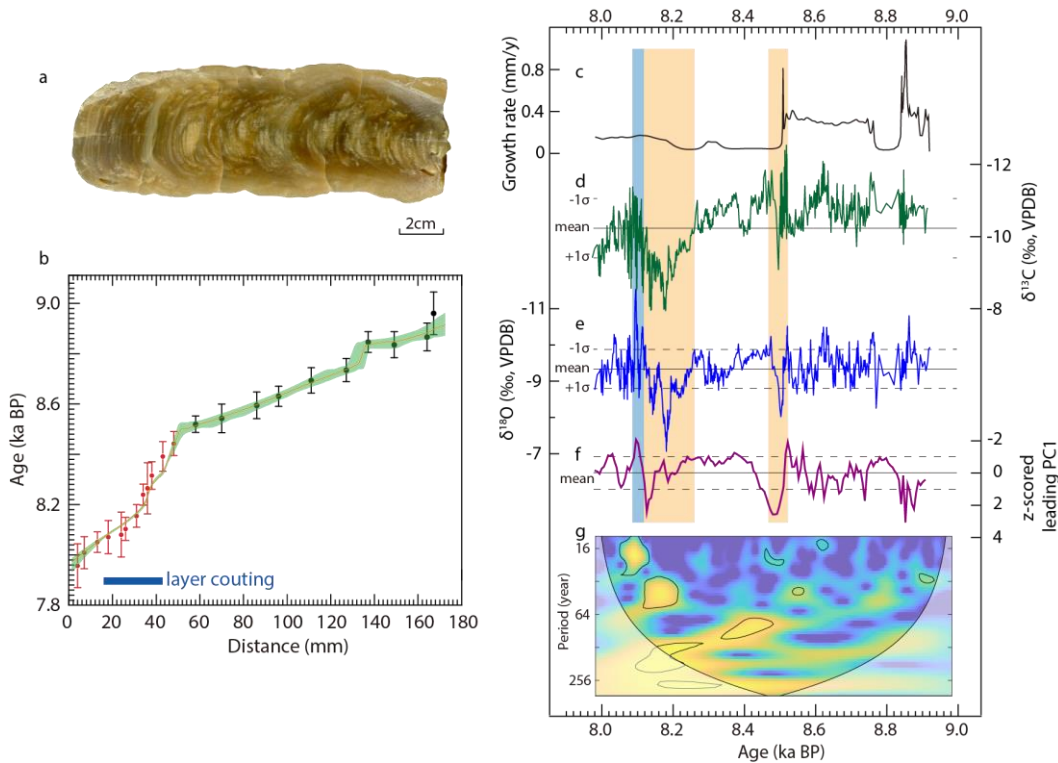 a
2cm
b
9.0
8.6
8.2
7.8
Age (ka BP)
layer couting
0 20 40 60 80 100 120 140 160 180
Distance (mm)
8.0 8.2 8.4 8.6 8.8 9.0
c
0.8
0.4
0
Growth rate (mm/y)
d
-12
-10
-8
δ¹³C (‰, VPDB)
-1σ
mean
+1σ
e
-11
-9
-7
δ¹⁸O (‰, VPDB)
-1σ
mean
+1σ
f
mean
-2
0
2
4
z-scored
leading PC1
g
16
64
256
Period (year)
8.0 8.2 8.4 8.6 8.8 9.0
Age (ka BP)